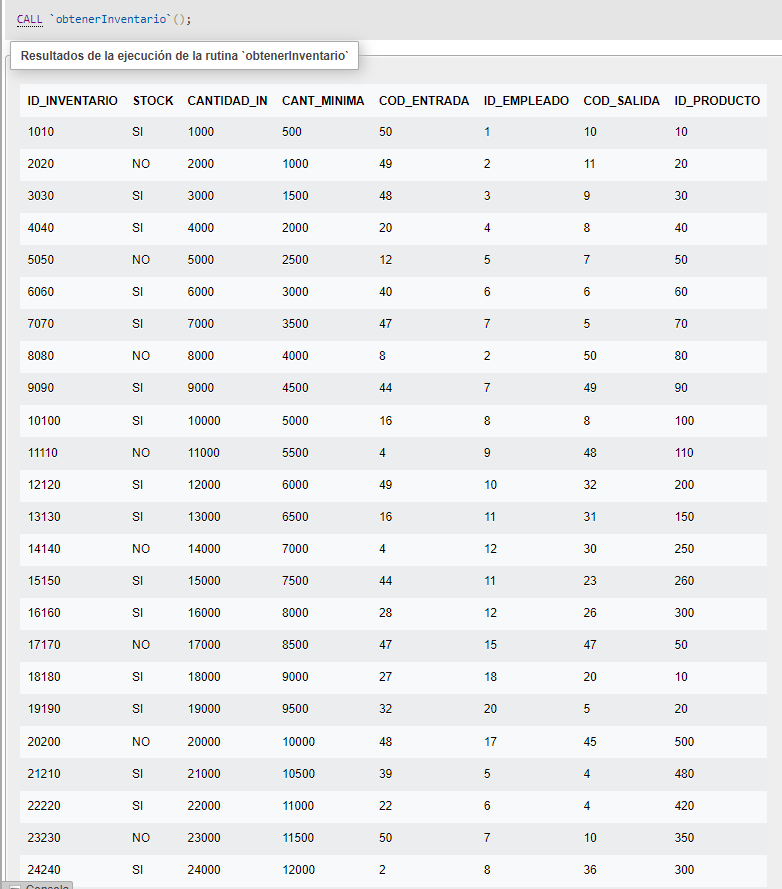 CALL `obtenerInventario`();
Resultados de la ejecución de la rutina `obtenerInventario`
ID_INVENTARIO STOCK CANTIDAD_IN CANT_MINIMA COD_ENTRADA ID_EMPLEADO COD_SALIDA ID_PRODUCTO
1010 SI 1000 500 50 1 10 10
2020 NO 2000 1000 49 2 11 20
3030 SI 3000 1500 48 3 9 30
4040 SI 4000 2000 20 4 8 40
5050 NO 5000 2500 12 5 7 50
6060 SI 6000 3000 40 6 6 60
7070 SI 7000 3500 47 7 5 70
8080 NO 8000 4000 8 2 50 80
9090 SI 9000 4500 44 7 49 90
10100 SI 10000 5000 16 8 8 100
11110 NO 11000 5500 4 9 48 110
12120 SI 12000 6000 49 10 32 200
13130 SI 13000 6500 16 11 31 150
14140 NO 14000 7000 4 12 30 250
15150 SI 15000 7500 44 11 23 260
16160 SI 16000 8000 28 12 26 300
17170 NO 17000 8500 47 15 47 50
18180 SI 18000 9000 27 18 20 10
19190 SI 19000 9500 32 20 5 20
20200 NO 20000 10000 48 17 45 500
21210 SI 21000 10500 39 5 4 480
22220 SI 22000 11000 22 6 4 420
23230 NO 23000 11500 50 7 10 350
24240 SI 24000 12000 2 8 36 300
Consola